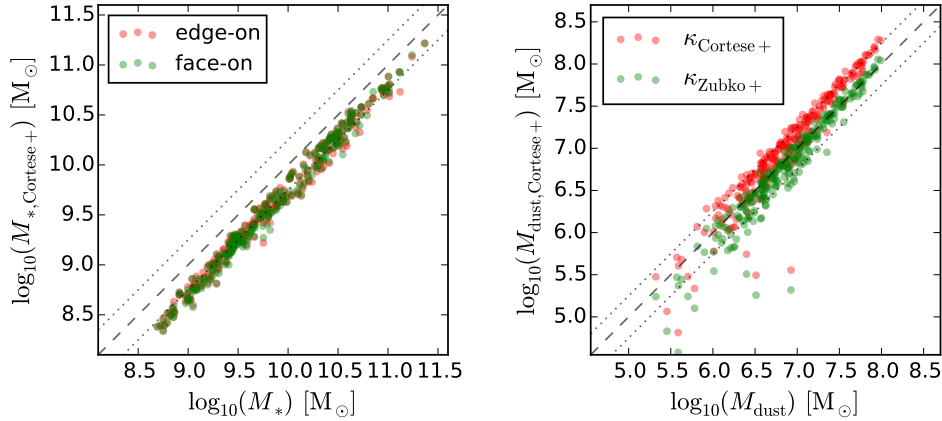 11.5
11.0
10.5
10.0
9.5
9.0
8.5
log₁₀(M∗,Cortese+) [M⊙]
edge-on
face-on
8.5 9.0 9.5 10.0 10.5 11.0 11.5
log₁₀(M∗) [M⊙]
8.5
8.0
7.5
7.0
6.5
6.0
5.5
5.0
log₁₀(Mdust,Cortese+) [M⊙]
κCortese+
κZubko+
5.0 5.5 6.0 6.5 7.0 7.5 8.0 8.5
log₁₀(Mdust) [M⊙]